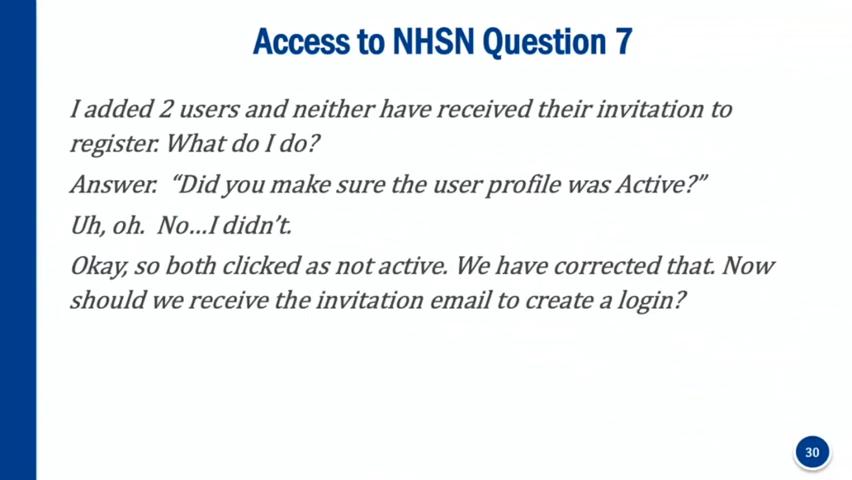 Access to NHSN Question 7
I added 2 users and neither have received their invitation to
register. What do I do?
Answer.  “Did you make sure the user profile was Active?”
Uh, oh.  No…I didn’t.
Okay, so both clicked as not active. We have corrected that. Now
should we receive the invitation email to create a login?
30